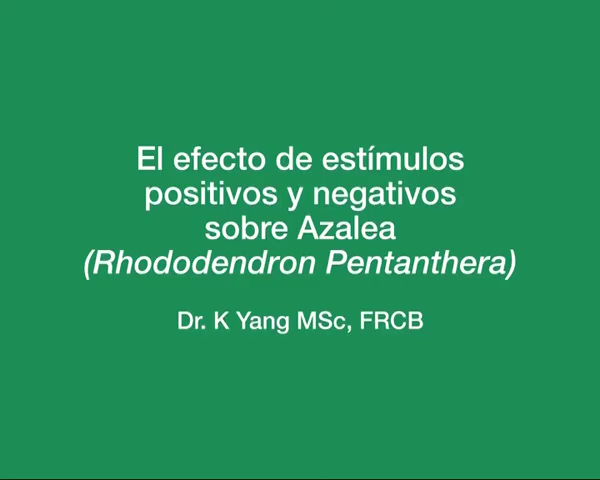 El efecto de estímulos
positivos y negativos
sobre Azalea
(Rhododendron Pentanthera)
Dr. K Yang MSc, FRCB